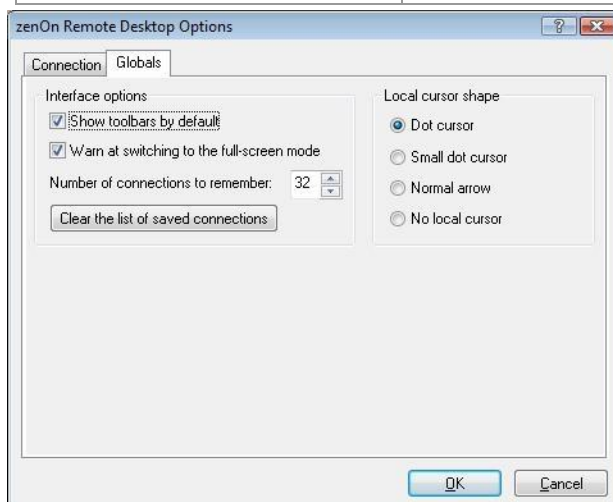 zenOn Remote Desktop Options
Connection
Globals
Interface options
Show toolbars by default
Warn at switching to the full-screen mode
Number of connections to remember: 32
Clear the list of saved connections
Local cursor shape
Dot cursor
Small dot cursor
Normal arrow
No local cursor
OK
Cancel